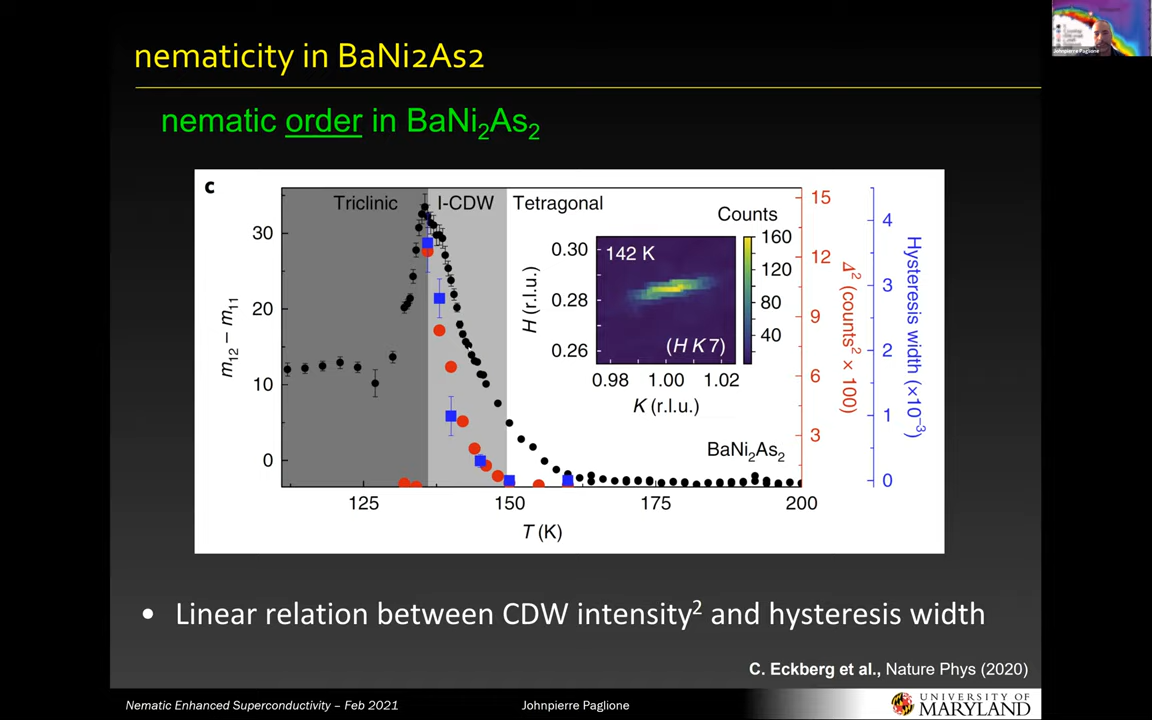 nematicity in BaNi2As2
nematic order in BaNi₂As₂
c
Triclinic
I-CDW
Tetragonal
Counts
142 K
(H K 7)
0.30
0.28
0.26
H (r.l.u.)
0.98 1.00 1.02
K (r.l.u.)
160
120
80
40
BaNi₂As₂
30
20
10
0
m₁₂ – m₁₁
15
12
9
6
3
Δ² (counts² × 100)
4
3
2
1
0
Hysteresis width (×10⁻³)
125 150 175 200
T (K)
• Linear relation between CDW intensity² and hysteresis width
C. Eckberg et al., Nature Phys (2020)
Nematic Enhanced Superconductivity – Feb 2021
Johnpierre Paglione
UNIVERSITY OF
MARYLAND
Johnpierre Paglione